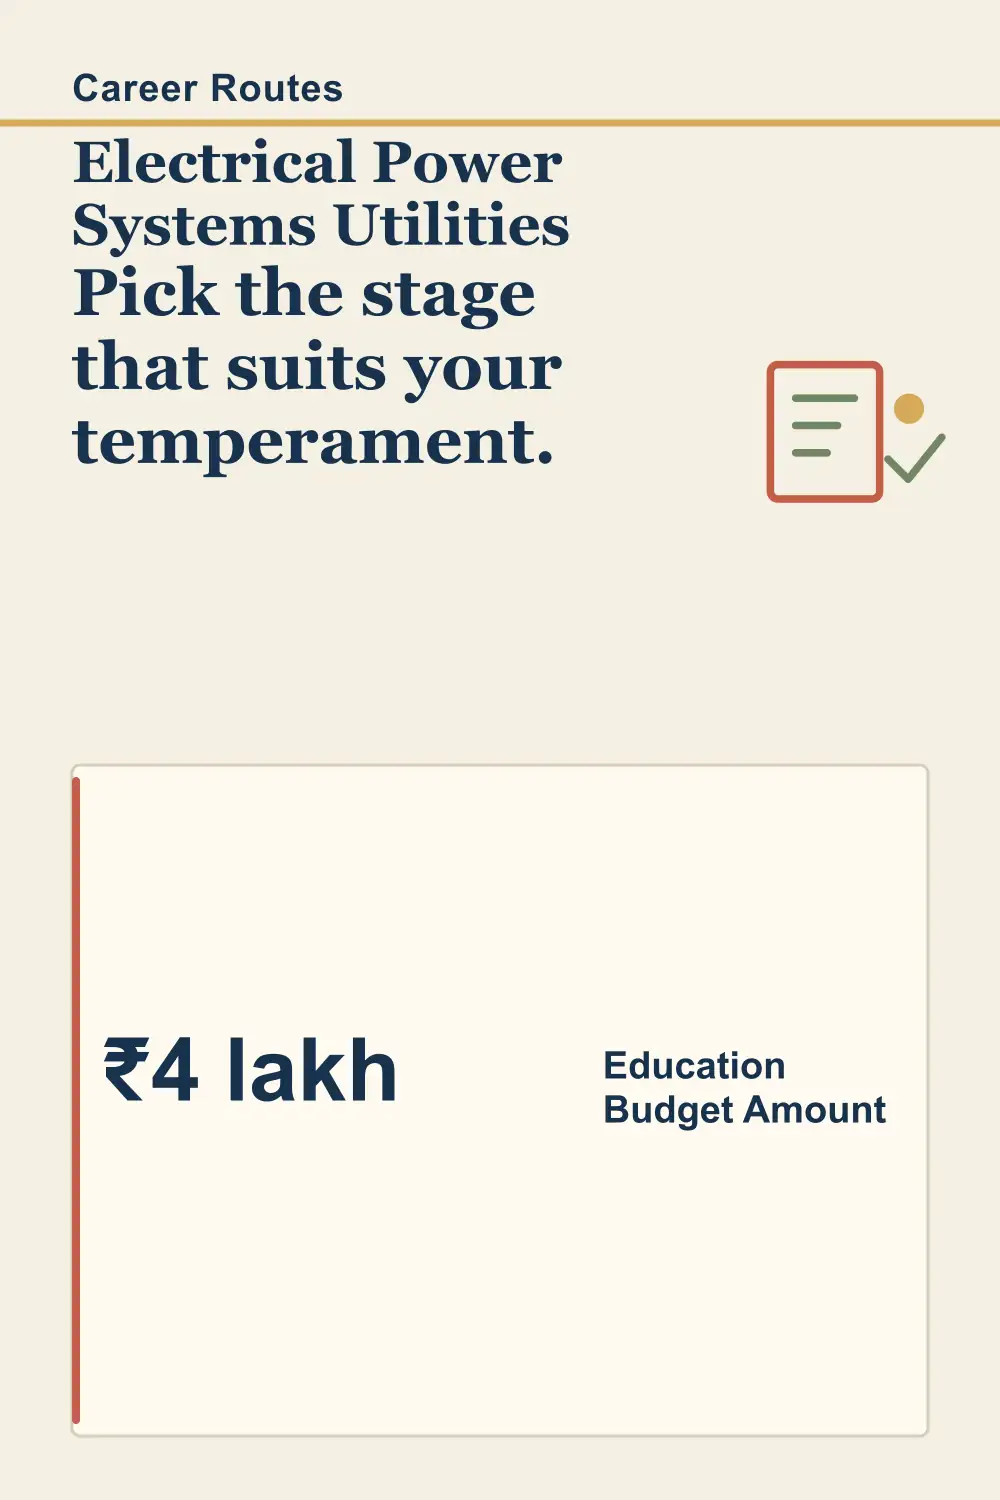 Career Routes
Electrical Power
Systems Utilities
Pick the stage
that suits your
temperament.
₹4 lakh
Education
Budget Amount